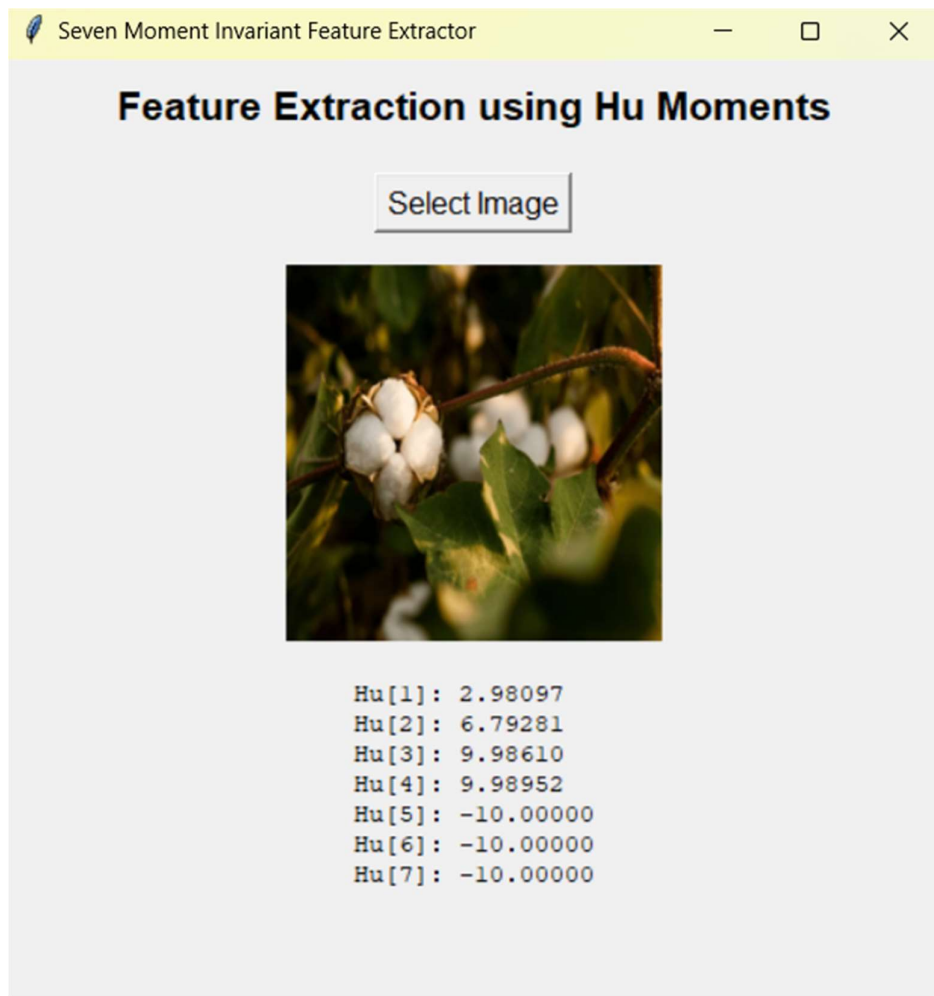 Seven Moment Invariant Feature Extractor
Feature Extraction using Hu Moments
Select Image
Hu[1]: 2.98097
Hu[2]: 6.79281
Hu[3]: 9.98610
Hu[4]: 9.98952
Hu[5]: -10.00000
Hu[6]: -10.00000
Hu[7]: -10.00000